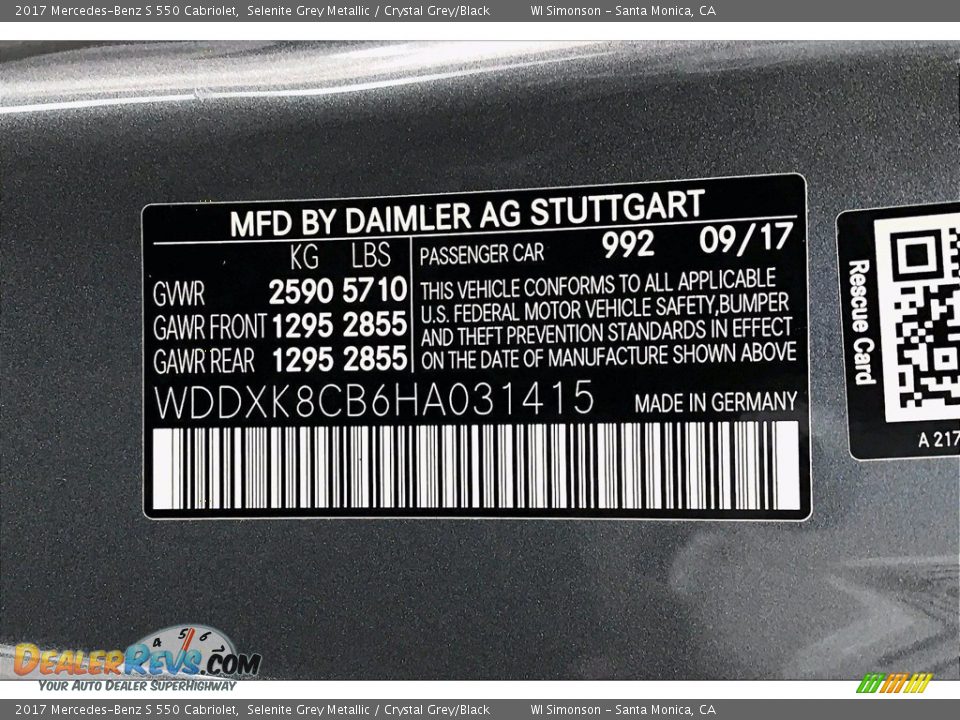 2017 Mercedes-Benz S 550 Cabriolet, Selenite Grey Metallic / Crystal Grey/Black WI Simonson - Santa Monica, CA
MFD BY DAIMLER AG STUTTGART
KG LBS
GVWR 2590 5710
GAWR FRONT 1295 2855
GAWR REAR 1295 2855
PASSENGER CAR 992 09/17
THIS VEHICLE CONFORMS TO ALL APPLICABLE
U.S. FEDERAL MOTOR VEHICLE SAFETY,BUMPER
AND THEFT PREVENTION STANDARDS IN EFFECT
ON THE DATE OF MANUFACTURE SHOWN ABOVE
WDDXK8CB6HA031415 MADE IN GERMANY
Rescue Card
A 217
4 5 6
DEALERREVS.COM
YOUR AUTO DEALER SUPERHIGHWAY
2017 Mercedes-Benz S 550 Cabriolet, Selenite Grey Metallic / Crystal Grey/Black WI Simonson - Santa Monica, CA